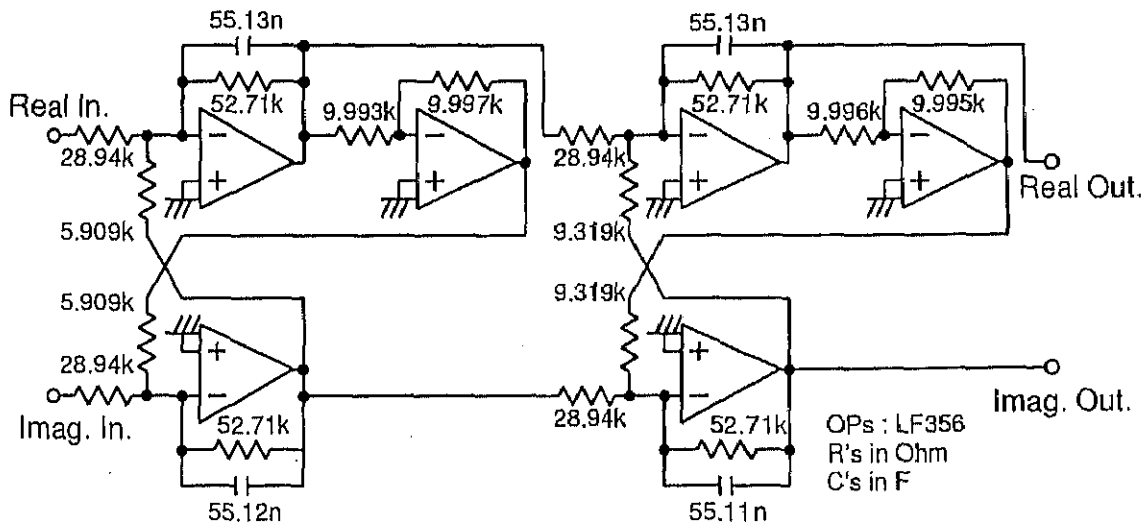 55.13n
52.71k
Real In.
28.94k
9.993k
9.997k
5.909k
5.909k
28.94k
Imag. In.
52.71k
55.12n
55.13n
52.71k
28.94k
9.996k
9.995k
Real Out.
9.319k
9.319k
28.94k
52.71k
55.11n
Imag. Out.
OPs : LF356
R's in Ohm
C's in F